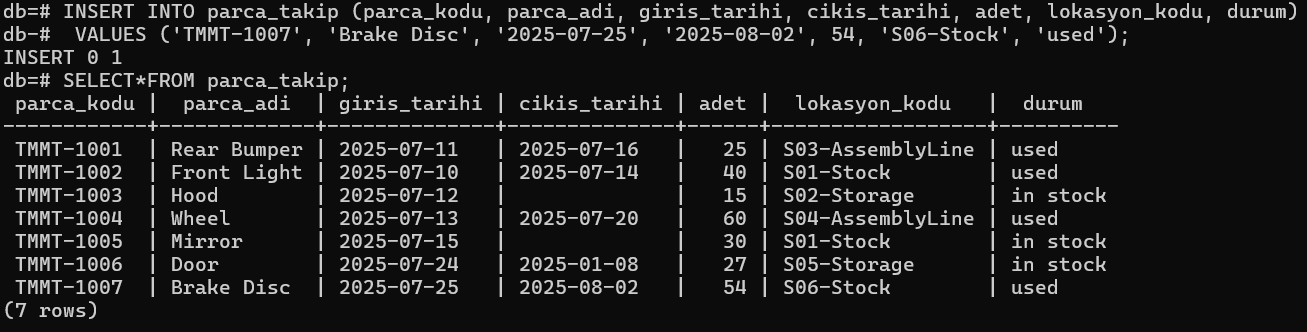 db=# INSERT INTO parca_takip (parca_kodu, parca_adi, giris_tarihi, cikis_tarihi, adet, lokasyon_kodu, durum)
db-#  VALUES ('TMMT-1007', 'Brake Disc', '2025-07-25', '2025-08-02', 54, 'S06-Stock', 'used');
INSERT 0 1
db=# SELECT*FROM parca_takip;
 parca_kodu |  parca_adi  | giris_tarihi | cikis_tarihi | adet |  lokasyon_kodu   |  durum
------------+-------------+--------------+--------------+------+------------------+----------
 TMMT-1001  | Rear Bumper | 2025-07-11   | 2025-07-16   |   25 | S03-AssemblyLine | used
 TMMT-1002  | Front Light | 2025-07-10   | 2025-07-14   |   40 | S01-Stock        | used
 TMMT-1003  | Hood        | 2025-07-12   |              |   15 | S02-Storage      | in stock
 TMMT-1004  | Wheel       | 2025-07-13   | 2025-07-20   |   60 | S04-AssemblyLine | used
 TMMT-1005  | Mirror      | 2025-07-15   |              |   30 | S01-Stock        | in stock
 TMMT-1006  | Door        | 2025-07-24   | 2025-01-08   |   27 | S05-Storage      | in stock
 TMMT-1007  | Brake Disc  | 2025-07-25   | 2025-08-02   |   54 | S06-Stock        | used
(7 rows)